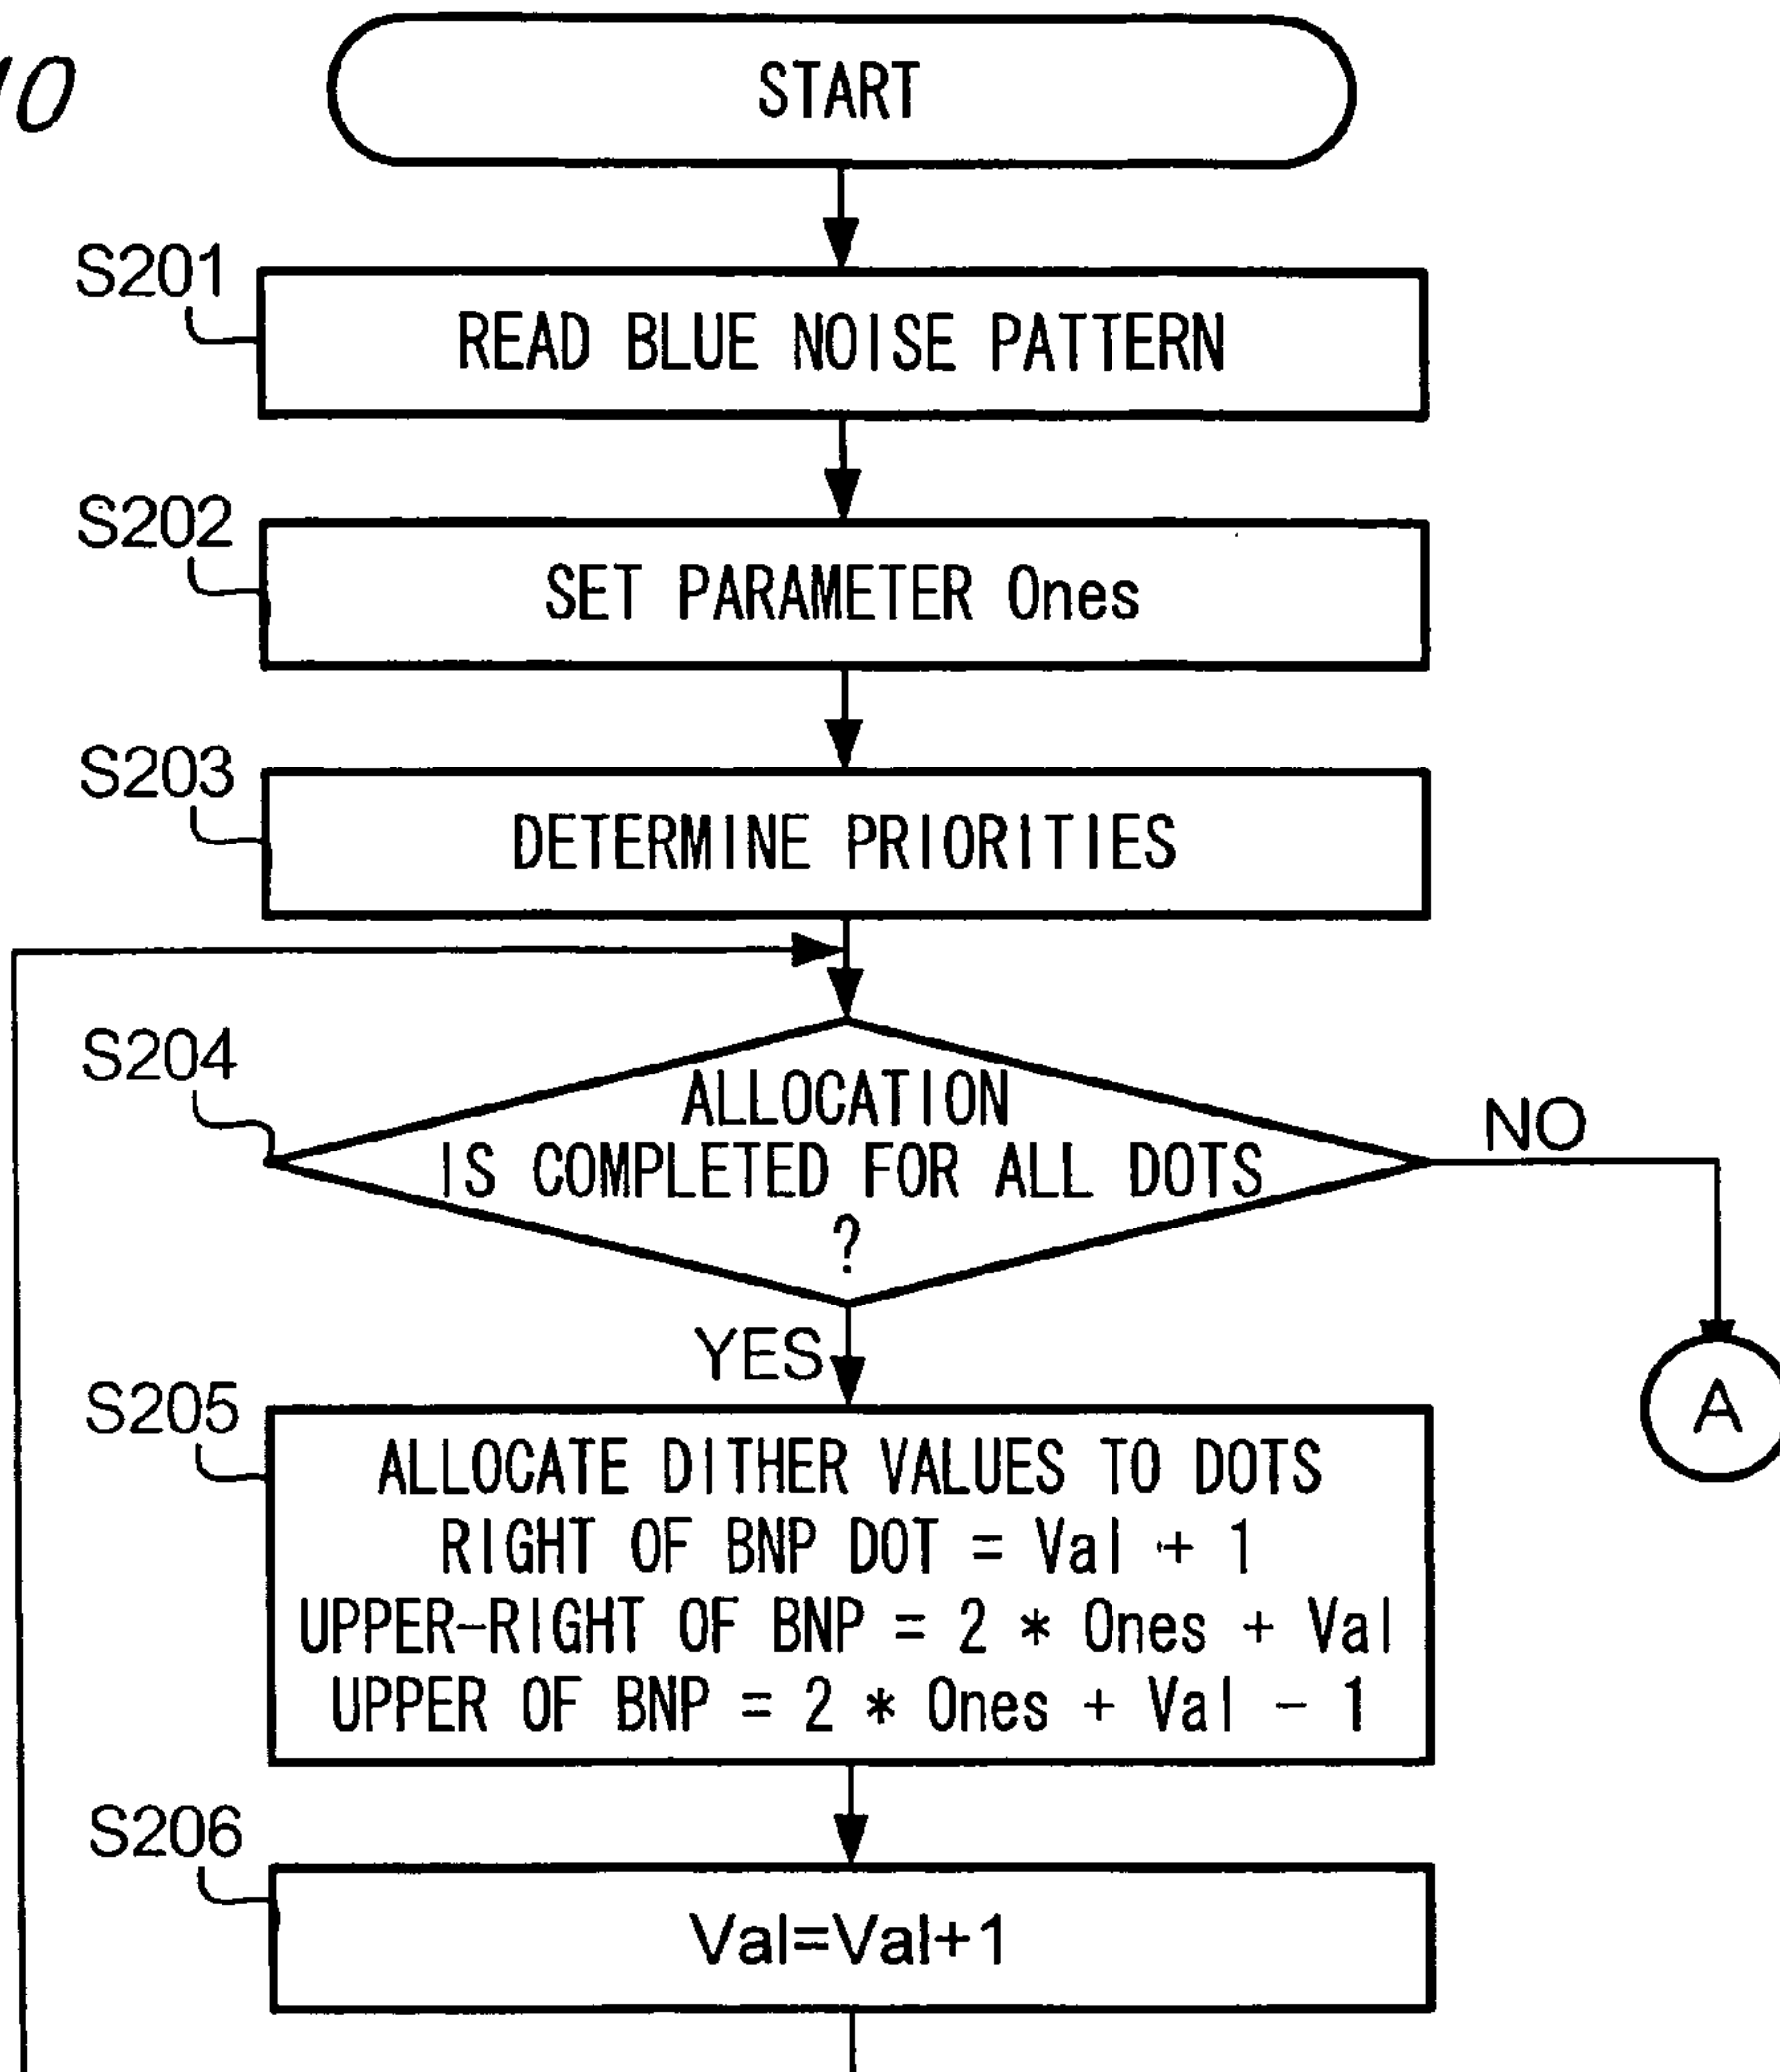 10
START
S201
READ BLUE NOISE PATTERN
S202
SET PARAMETER Ones
S203
DETERMINE PRIORITIES
S204
ALLOCATION
IS COMPLETED FOR ALL DOTS
?
NO
YES
A
S205
ALLOCATE DITHER VALUES TO DOTS
RIGHT OF BNP DOT = Val + 1
UPPER-RIGHT OF BNP = 2 * Ones + Val
UPPER OF BNP = 2 * Ones + Val - 1
S206
Val=Val+1